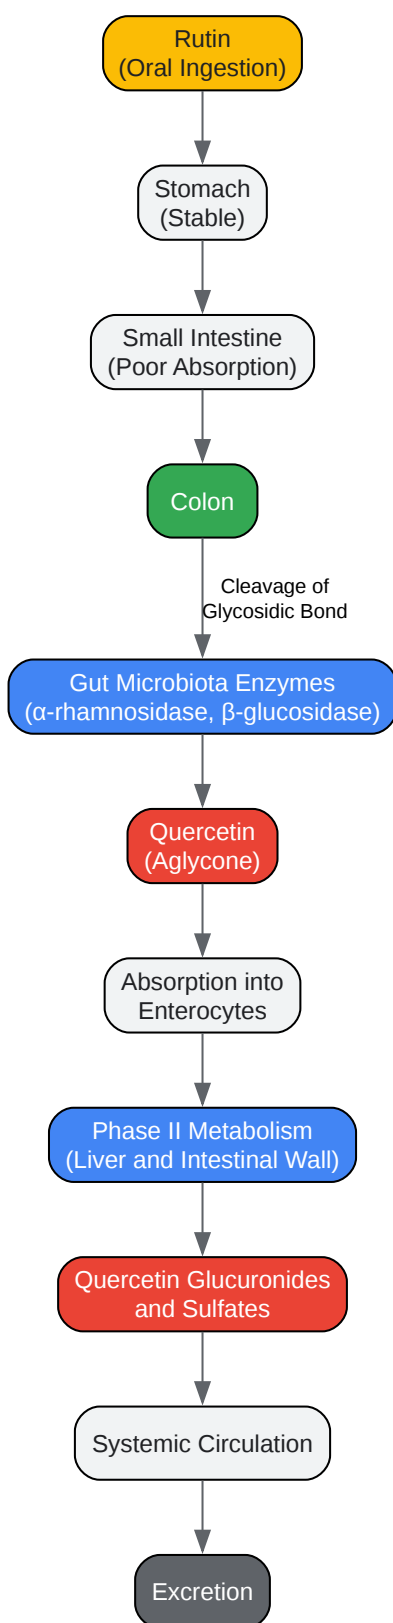 Rutin
(Oral Ingestion)
Stomach
(Stable)
Small Intestine
(Poor Absorption)
Colon
Cleavage of
Glycosidic Bond
Gut Microbiota Enzymes
(α-rhamnosidase, β-glucosidase)
Quercetin
(Aglycone)
Absorption into
Enterocytes
Phase II Metabolism
(Liver and Intestinal Wall)
Quercetin Glucuronides
and Sulfates
Systemic Circulation
Excretion